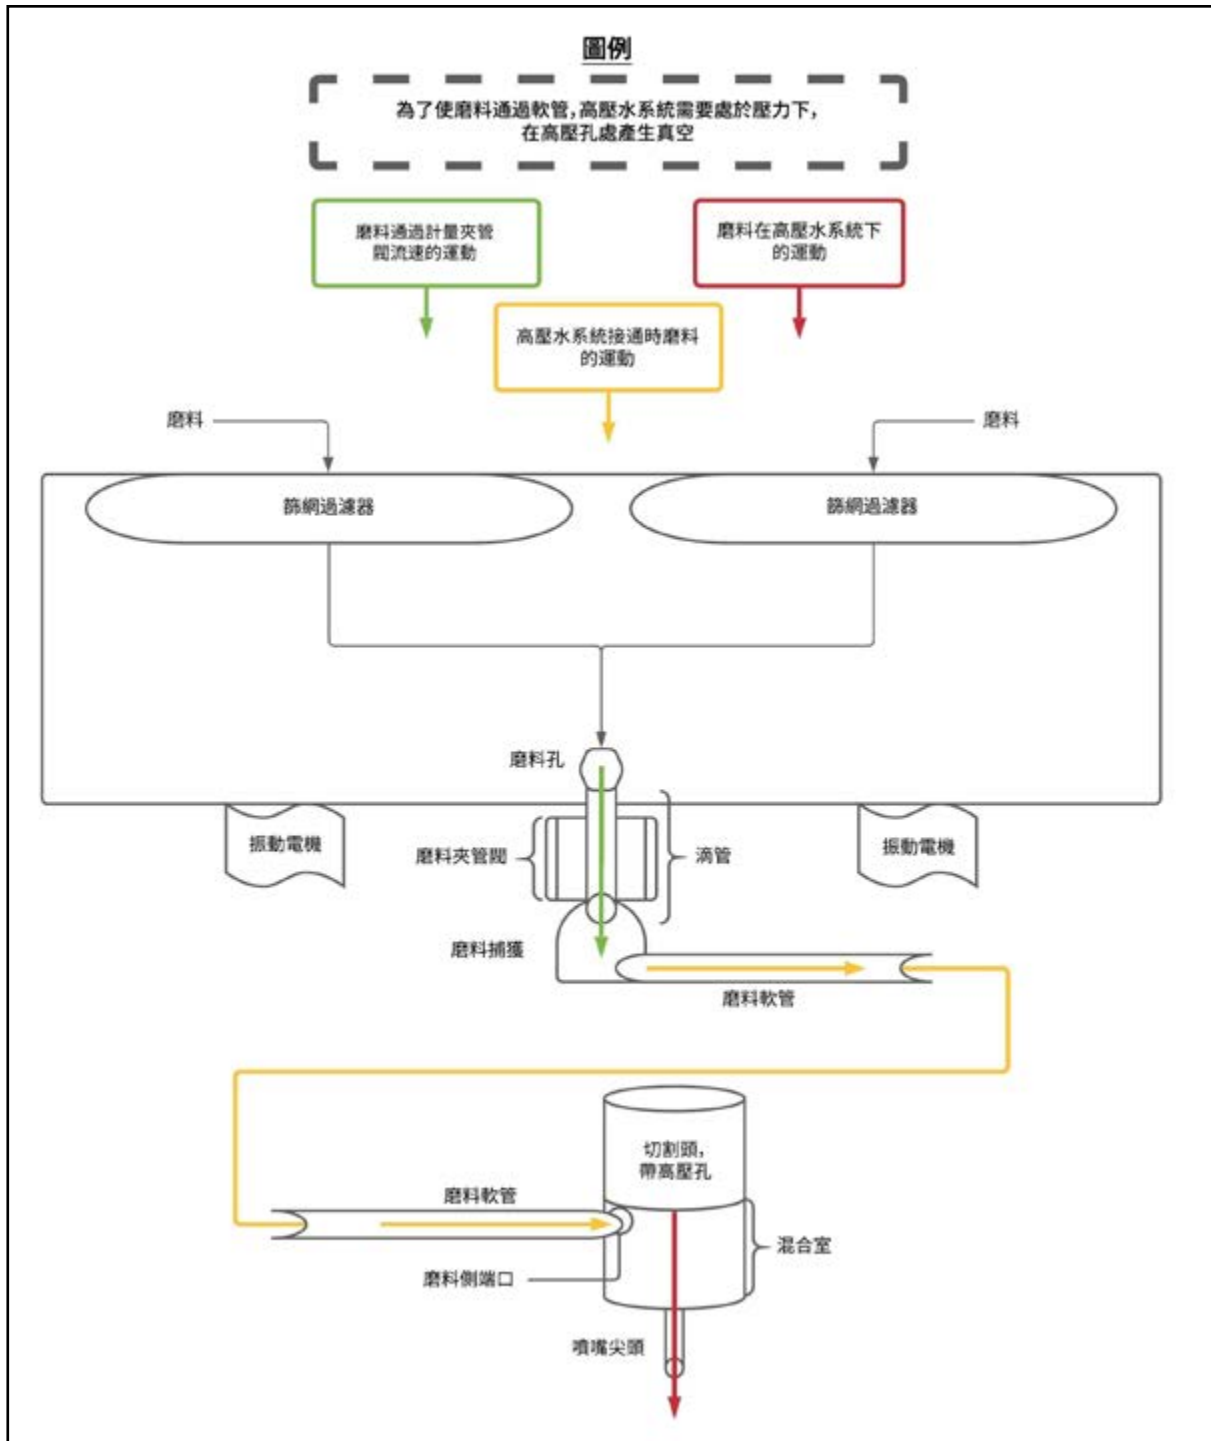 圖例
為了使磨料通過軟管，高壓水系統需要處於壓力下，
在高壓孔處產生真空
磨料通過計量夾管
閥流速的運動
磨料在高壓水系統下
的運動
高壓水系統接通時磨料
的運動
磨料
磨料
篩網過濾器
篩網過濾器
磨料孔
振動電機
磨料夾管閥
滴管
振動電機
磨料捕獲
磨料軟管
切割頭，
帶高壓孔
磨料軟管
混合室
磨料側端口
噴嘴尖頭